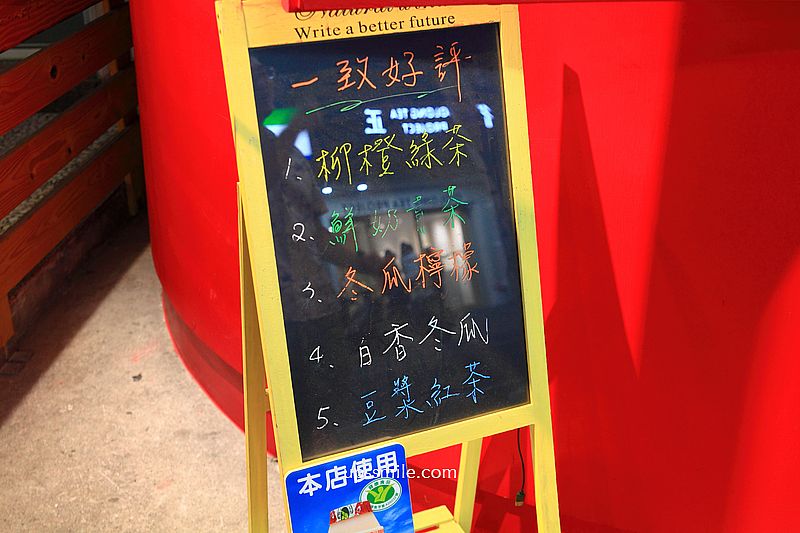 Write a better future
一致好評
1. 柳橙綠茶
2. 鮮奶青茶
3. 冬瓜檸檬
4. 百香冬瓜
5. 豆漿紅茶
本店使用